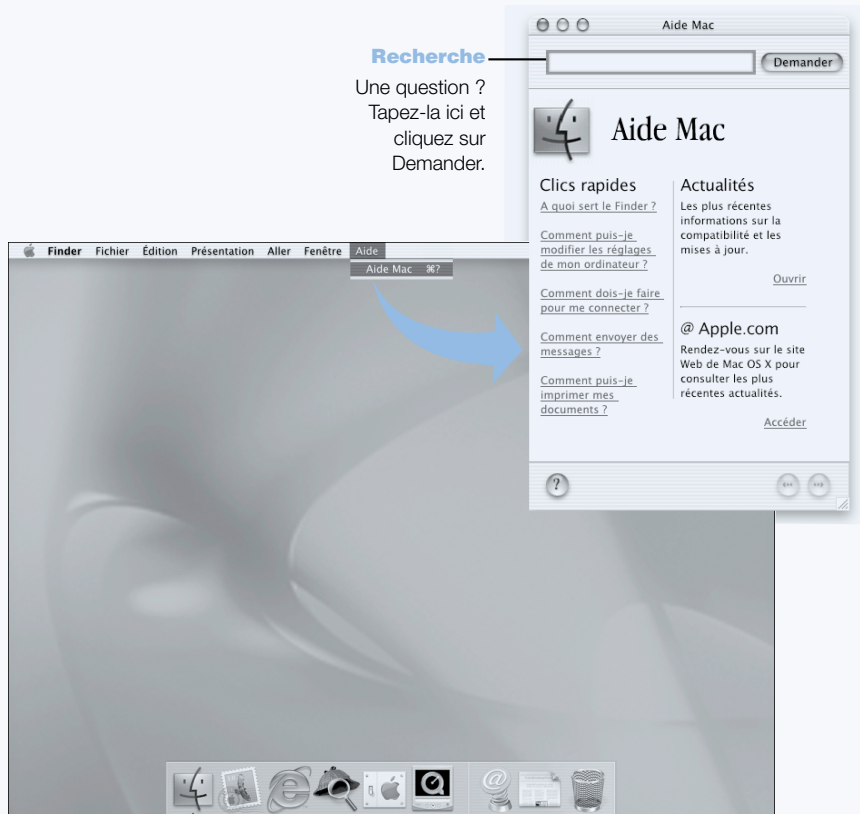 Recherche
Une question ?
Tapez-la ici et
cliquez sur
Demander.
Aide Mac
Demander
Aide Mac
Clics rapides
A quoi sert le Finder ?
Comment puis-je
modifier les réglages
de mon ordinateur ?
Comment dois-je faire
pour me connecter ?
Comment envoyer des
messages ?
Comment puis-je
imprimer mes
documents ?
Actualités
Les plus récentes
informations sur la
compatibilité et les
mises à jour.
Ouvrir
@ Apple.com
Rendez-vous sur le site
Web de Mac OS X pour
consulter les plus
récentes actualités.
Accéder
?
Finder Fichier Édition Présentation Aller Fenêtre Aide
Aide Mac ⌘?